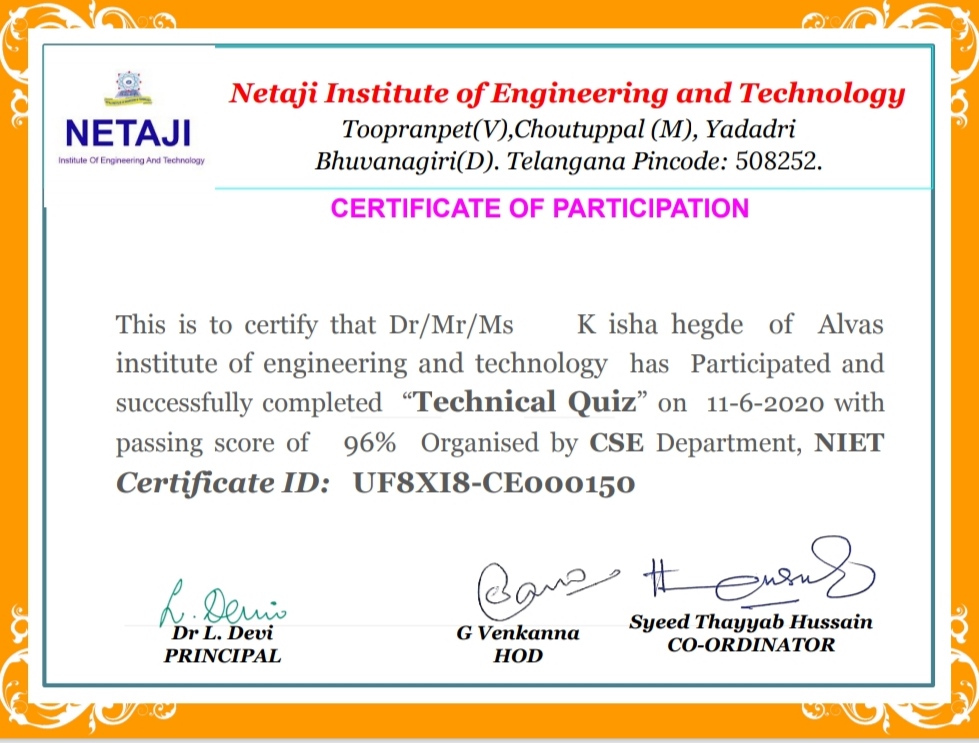 NETAJI
Institute Of Engineering And Technology
Netaji Institute of Engineering and Technology
Toopranpet(V),Choutuppal (M), Yadadri
Bhuvanagiri(D). Telangana Pincode: 508252.
CERTIFICATE OF PARTICIPATION
This is to certify that Dr/Mr/Ms K isha hegde of Alvas
institute of engineering and technology has Participated and
successfully completed “Technical Quiz” on 11-6-2020 with
passing score of 96% Organised by CSE Department, NIET
Certificate ID: UF8XI8-CE000150
L. Devi
Dr L. Devi
PRINCIPAL
G Venkanna
HOD
Syeed Thayyab Hussain
CO-ORDINATOR